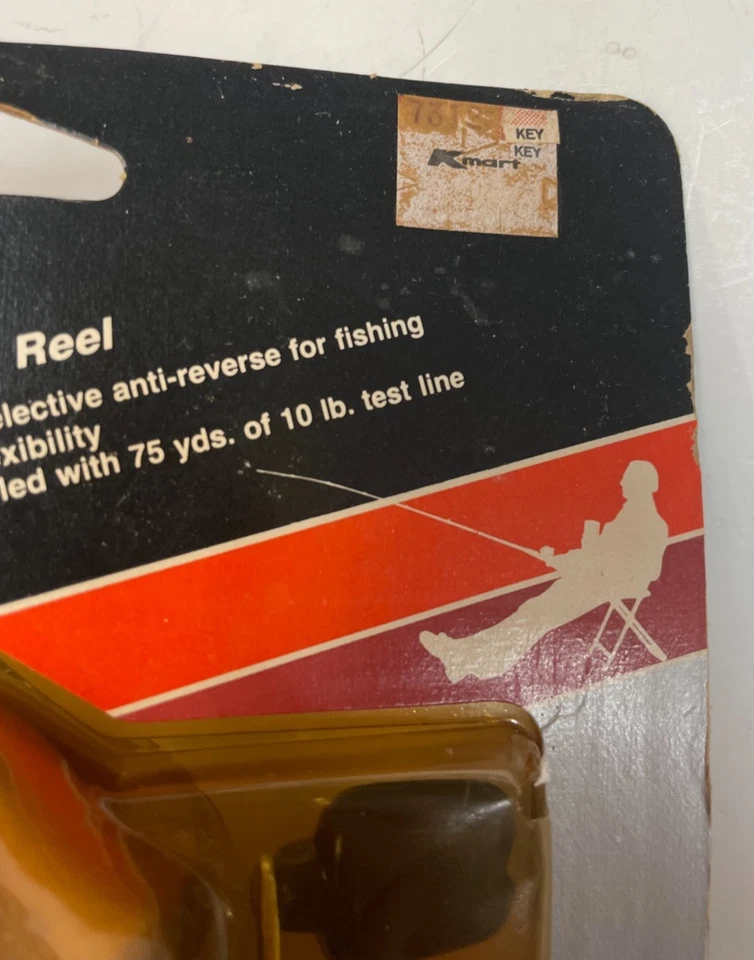 KEY
KEY
Kmart
Reel
elective anti-reverse for fishing
xibility
led with 75 yds. of 10 lb. test line